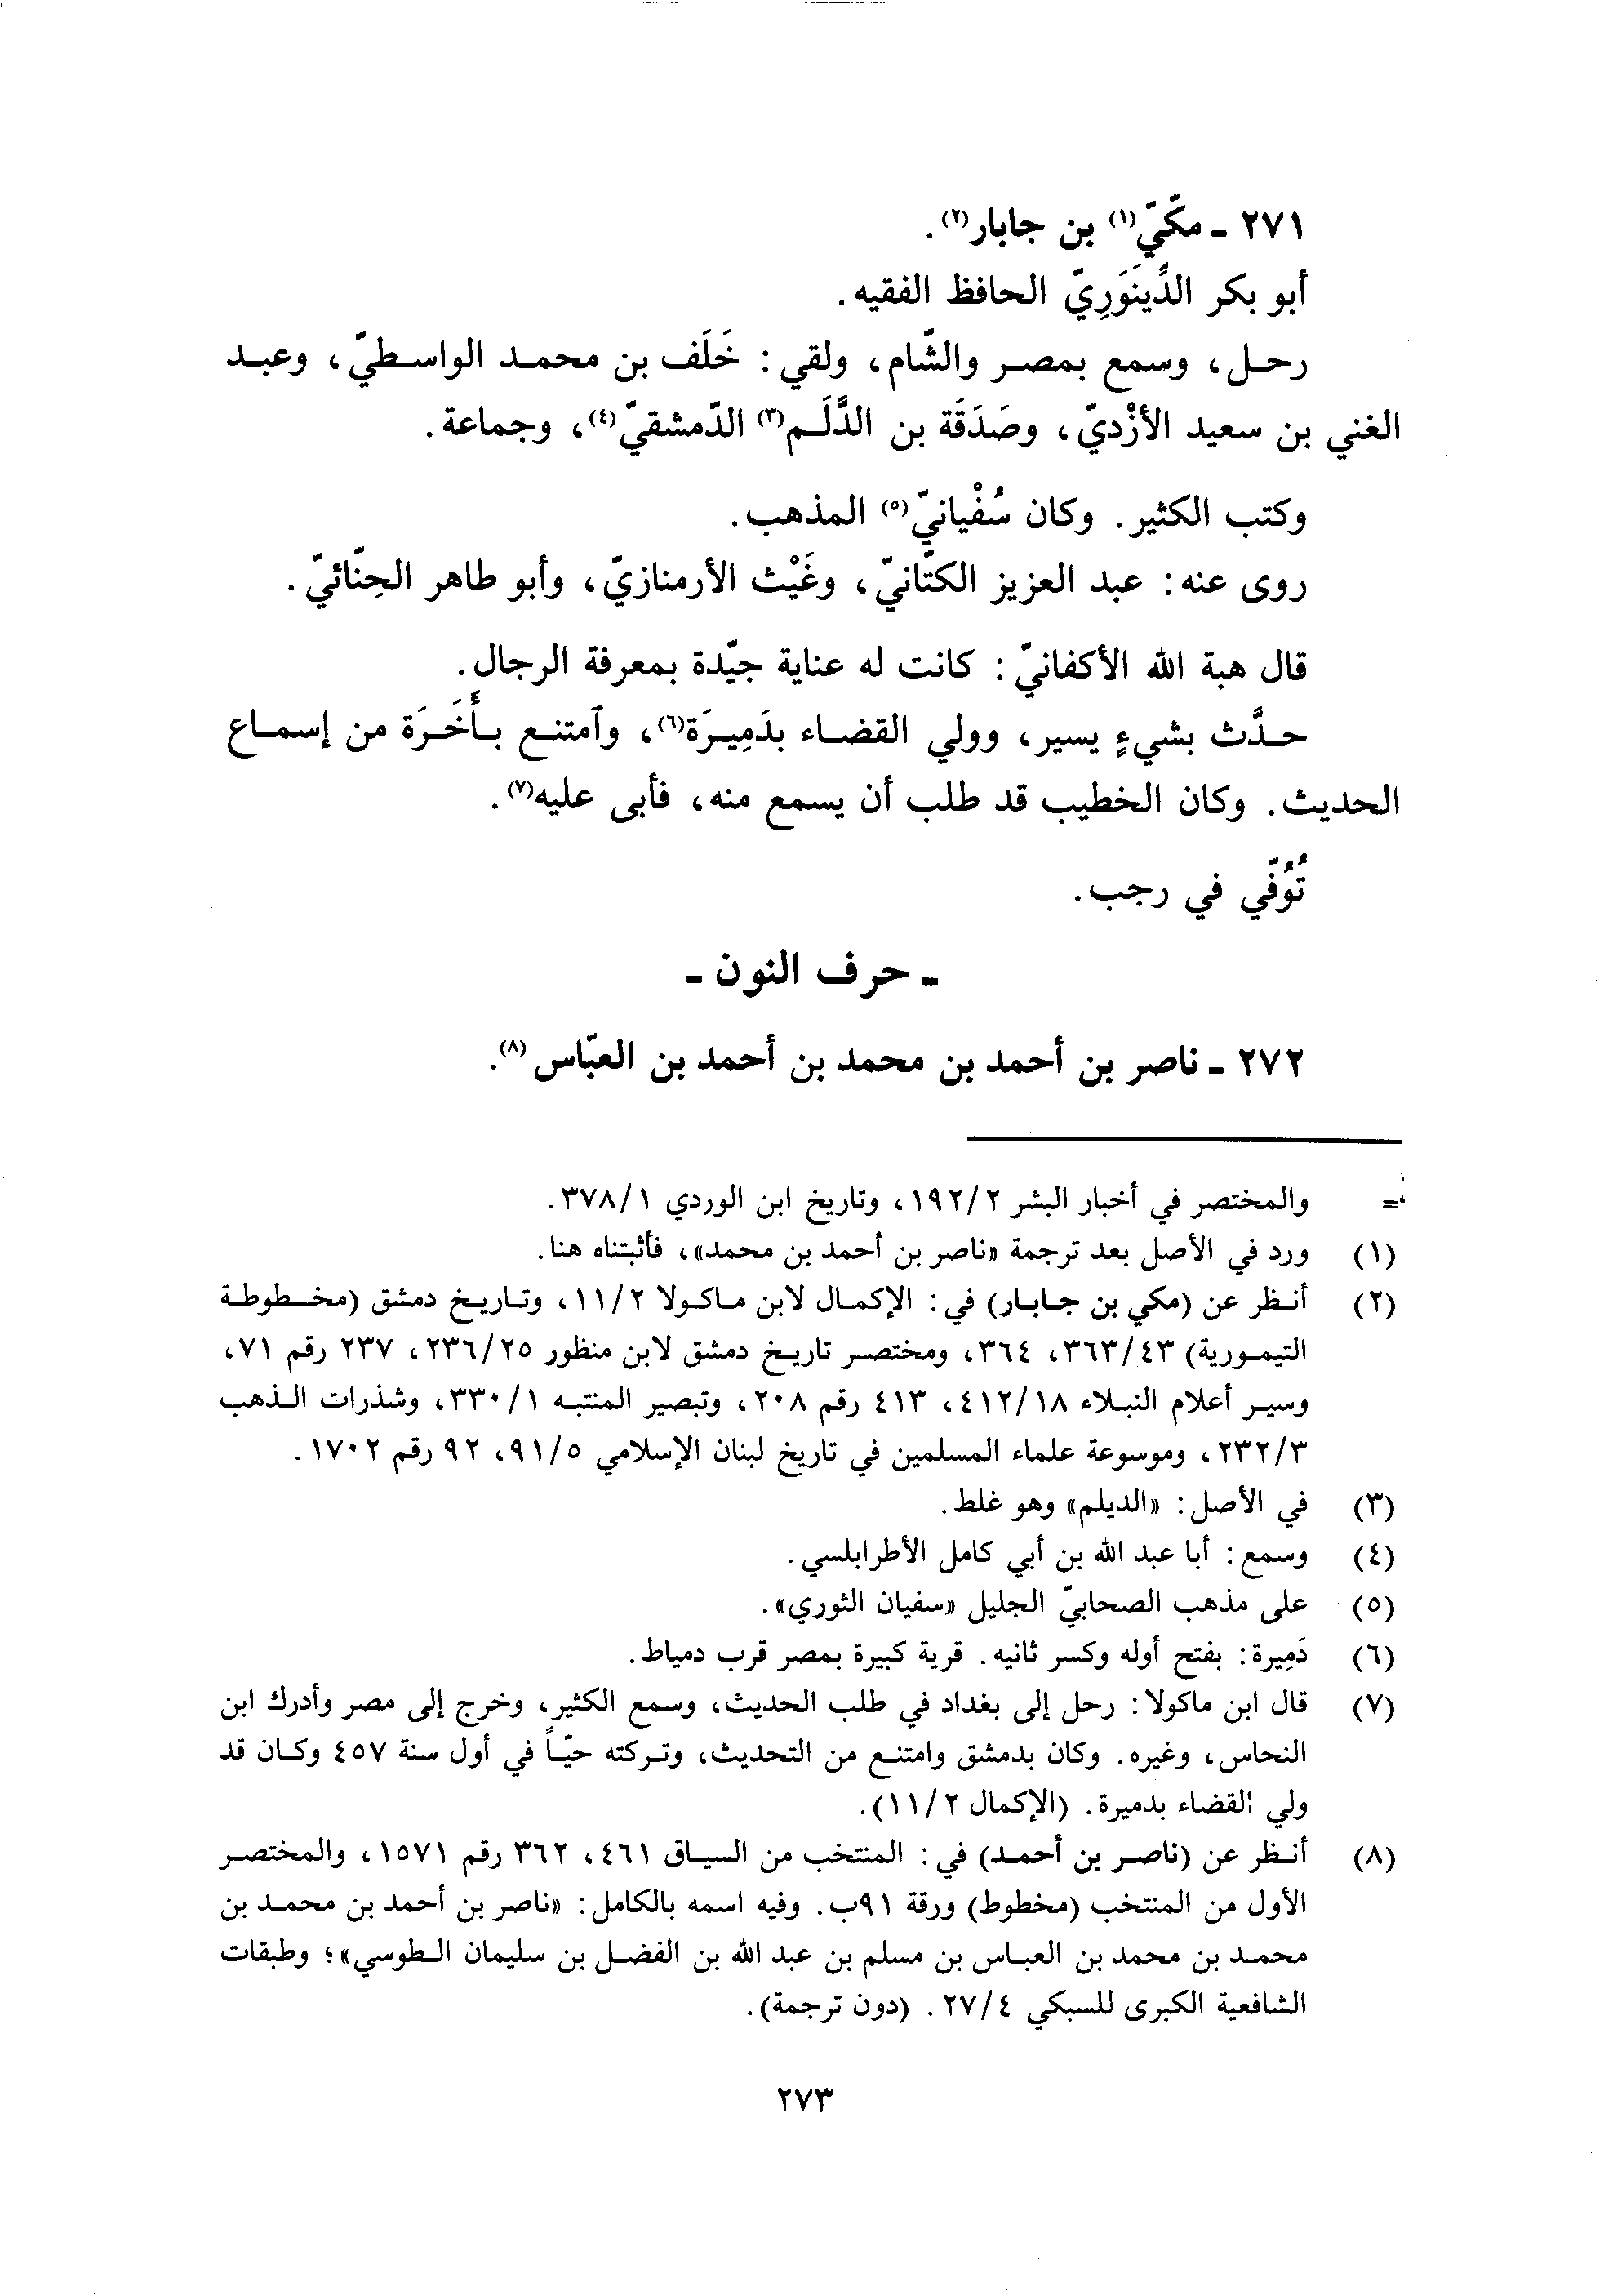 ٢٧١ - مكّيّ(١) بن جابار(٢).
أبو بكر الدِّينَوَرِيّ الحافظ الفقيه.
رحل، وسمع بمصر والشّام، ولقي: خَلَف بن محمد الواسطيّ، وعبد
الغني بن سعيد الأزْديّ، وصَدَقَة بن الدَّلَم(٣) الدّمشقيّ(٤)، وجماعة.
وكتب الكثير. وكان سُفْيانيّ(٥) المذهب.
روى عنه: عبد العزيز الكتّانيّ، وغَيْث الأرمنازيّ، وأبو طاهر الحِنّائيّ.
قال هبة الله الأكفانيّ: كانت له عناية جيّدة بمعرفة الرجال.
حدَّث بشيءٍ يسير، وولي القضاء بدَمِيرَة(٦)، وآمتنع بأَخَرَة من إسماع
الحديث. وكان الخطيب قد طلب أن يسمع منه، فأبى عليه(٧).
تُوُفّي في رجب.
- حرف النون -
٢٧٢ - ناصر بن أحمد بن محمد بن أحمد بن العبّاس(٨).
= والمختصر في أخبار البشر ١٩٢/٢، وتاريخ ابن الوردي ٣٧٨/١.
(١) ورد في الأصل بعد ترجمة «ناصر بن أحمد بن محمد»، فأثبتناه هنا.
(٢) أنظر عن (مكي بن جابار) في: الإكمال لابن ماكولا ١١/٢، وتاريخ دمشق (مخطوطة
التيمورية) ٣٦٣/٤٣، ٣٦٤، ومختصر تاريخ دمشق لابن منظور ٢٣٦/٢٥، ٢٣٧ رقم ٧١،
وسير أعلام النبلاء ٤١٢/١٨، ٤١٣ رقم ٢٠٨، وتبصير المنتبه ٣٣٠/١، وشذرات الذهب
٢٣٢/٣، وموسوعة علماء المسلمين في تاريخ لبنان الإسلامي ٩١/٥، ٩٢ رقم ١٧٠٢.
(٣) في الأصل: «الديلم» وهو غلط.
(٤) وسمع: أبا عبد الله بن أبي كامل الأطرابلسي.
(٥) على مذهب الصحابيّ الجليل «سفيان الثوري».
(٦) دَمِيرة: بفتح أوله وكسر ثانيه. قرية كبيرة بمصر قرب دمياط.
(٧) قال ابن ماكولا: رحل إلى بغداد في طلب الحديث، وسمع الكثير، وخرج إلى مصر وأدرك ابن
النحاس، وغيره. وكان بدمشق وامتنع من التحديث، وتركته حيّاً في أول سنة ٤٥٧ وكان قد
ولي القضاء بدميرة. (الإكمال ١١/٢).
(٨) أنظر عن (ناصر بن أحمد) في: المنتخب من السياق ٤٦١، ٣٦٢ رقم ١٥٧١، والمختصر
الأول من المنتخب (مخطوط) ورقة ٩١ب. وفيه اسمه بالكامل: «ناصر بن أحمد بن محمد بن
محمد بن محمد بن العباس بن مسلم بن عبد الله بن الفضل بن سليمان الطوسي»؛ وطبقات
الشافعية الكبرى للسبكي ٢٧/٤. (دون ترجمة).
٢٧٣